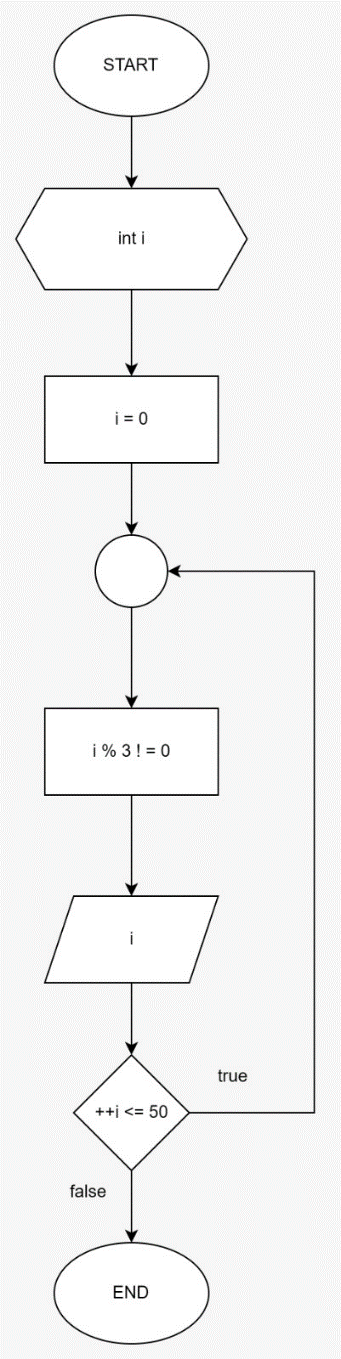 START
int i
i = 0
i % 3 ! = 0
i
++i <= 50
true
false
END